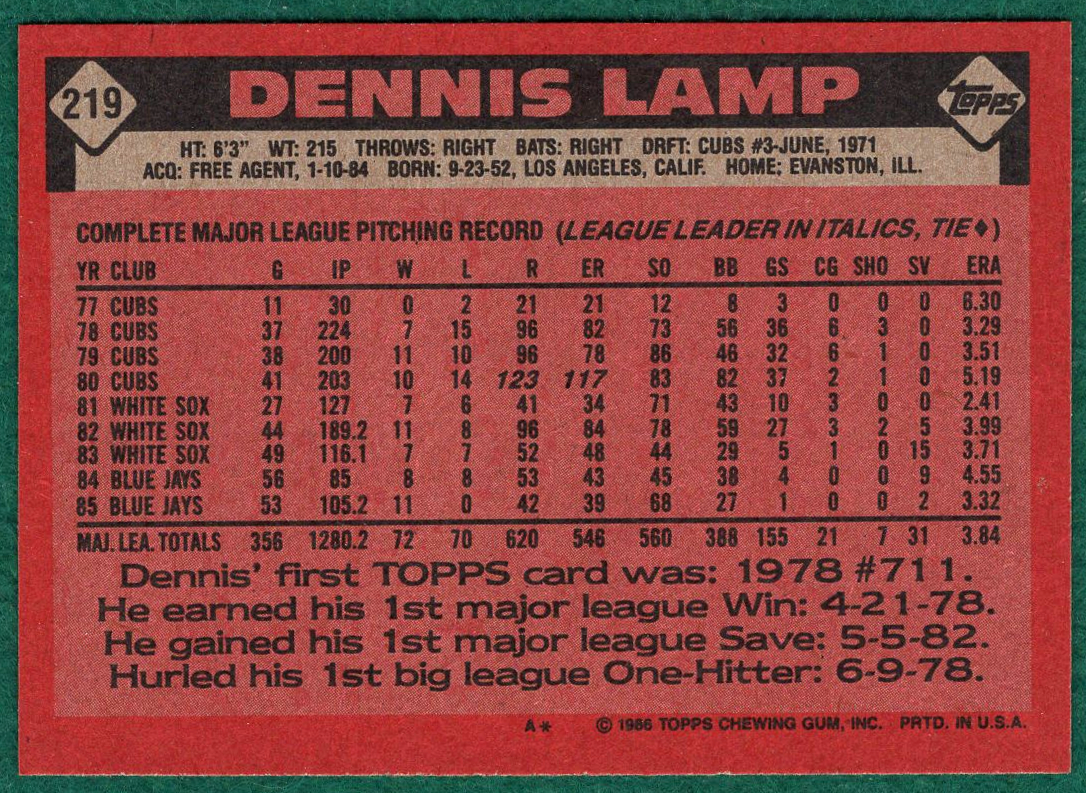 219
DENNIS LAMP
TOPPS
HT: 6'3" WT: 215 THROWS: RIGHT BATS: RIGHT DRFT: CUBS #3-JUNE, 1971
ACQ: FREE AGENT, 1-10-84 BORN: 9-23-52, LOS ANGELES, CALIF. HOME: EVANSTON, ILL.
COMPLETE MAJOR LEAGUE PITCHING RECORD (LEAGUE LEADER IN ITALICS, TIE♦)
YR CLUB G IP W L R ER SO BB GS CG SHO SV ERA
77 CUBS 11 30 0 2 21 21 12 8 3 0 0 0 6.30
78 CUBS 37 224 7 15 96 82 73 56 36 6 3 0 3.29
79 CUBS 38 200 11 10 96 78 86 46 32 6 1 0 3.51
80 CUBS 41 203 10 14 123 117 83 82 37 2 1 0 5.19
81 WHITE SOX 27 127 7 6 41 34 71 43 10 3 0 0 2.41
82 WHITE SOX 44 189.2 11 8 96 84 78 59 27 3 2 5 3.99
83 WHITE SOX 49 116.1 7 7 52 48 44 29 5 1 0 15 3.71
84 BLUE JAYS 56 85 8 8 53 43 45 38 4 0 0 9 4.55
85 BLUE JAYS 53 105.2 11 0 42 39 68 27 1 0 0 2 3.32
MAJ. LEA. TOTALS 356 1280.2 72 70 620 546 560 388 155 21 7 31 3.84
Dennis' first TOPPS card was: 1978 #711.
He earned his 1st major league Win: 4-21-78.
He gained his 1st major league Save: 5-5-82.
Hurled his 1st big league One-Hitter: 6-9-78.
A* © 1986 TOPPS CHEWING GUM, INC. PRTD. IN U.S.A.